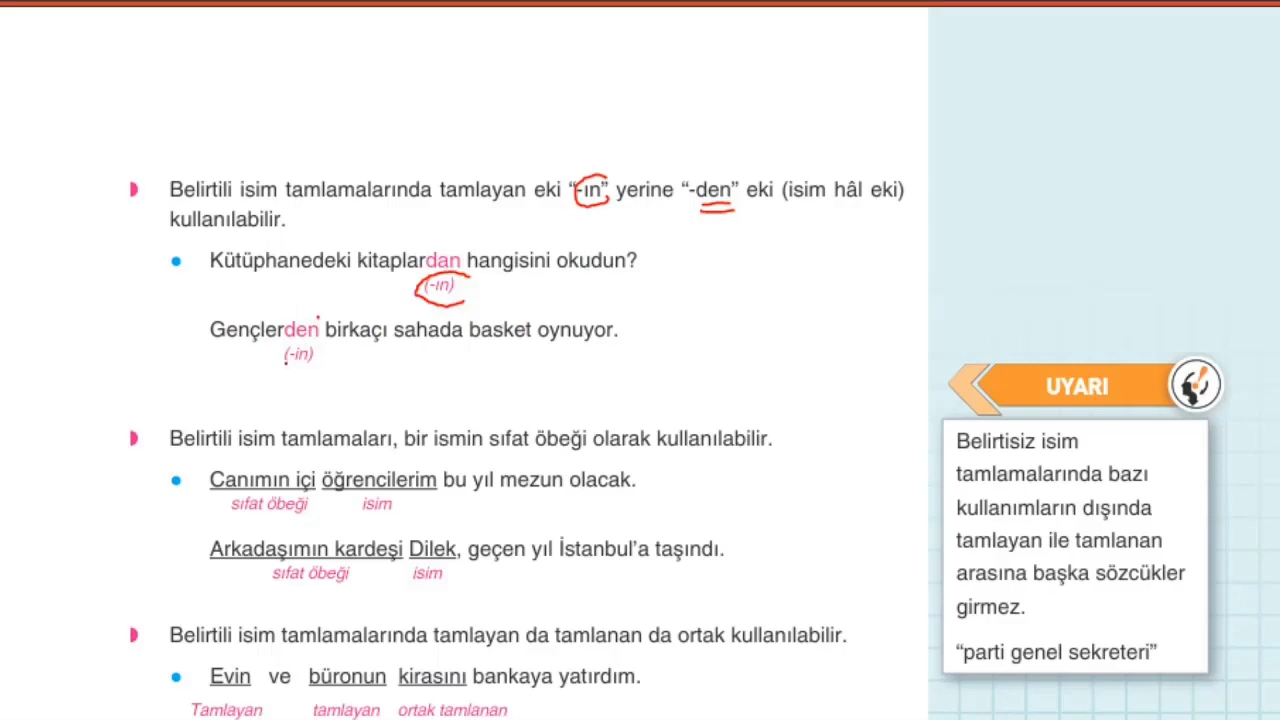 Belirtili isim tamlamalarında tamlayan eki “-ın” yerine “-den” eki (isim hâl eki)
kullanılabilir.
Kütüphanedeki kitaplardan hangisini okudun?
(-ın)
Gençlerden birkaçı sahada basket oynuyor.
(-in)
Belirtili isim tamlamaları, bir ismin sıfat öbeği olarak kullanılabilir.
Canımın içi öğrencilerim bu yıl mezun olacak.
sıfat öbeği isim
Arkadaşımın kardeşi Dilek, geçen yıl İstanbul’a taşındı.
sıfat öbeği isim
Belirtili isim tamlamalarında tamlayan da tamlanan da ortak kullanılabilir.
Evin ve büronun kirasını bankaya yatırdım.
Tamlayan tamlayan ortak tamlanan
UYARI
Belirtisiz isim
tamlamalarında bazı
kullanımların dışında
tamlayan ile tamlanan
arasına başka sözcükler
girmez.
“parti genel sekreteri”